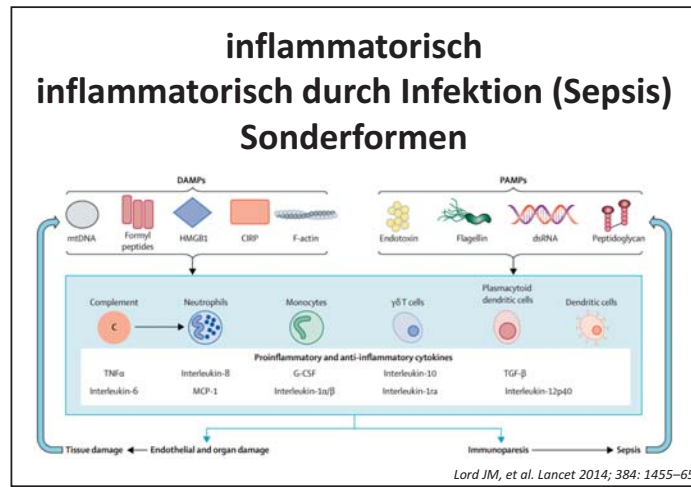 inflammatorisch
inflammatorisch durch Infektion (Sepsis)
Sonderformen
DAMPs
PAMPs
mtDNA
Formyl
peptides
HMGB1
CIRP
F-actin
Endotoxin
Flagellin
dsRNA
Peptidoglycan
Complement
Neutrophils
Monocytes
γδ T cells
Plasmacytoid
dendritic cells
Dendritic cells
C
Proinflammatory and anti-inflammatory cytokines
TNFα
Interleukin-8
G-CSF
Interleukin-10
TGF-β
Interleukin-6
MCP-1
Interleukin-1α/β
Interleukin-1ra
Interleukin-12p40
Tissue damage
Endothelial and organ damage
Immunoparesis
Sepsis
Lord JM, et al. Lancet 2014; 384: 1455–65